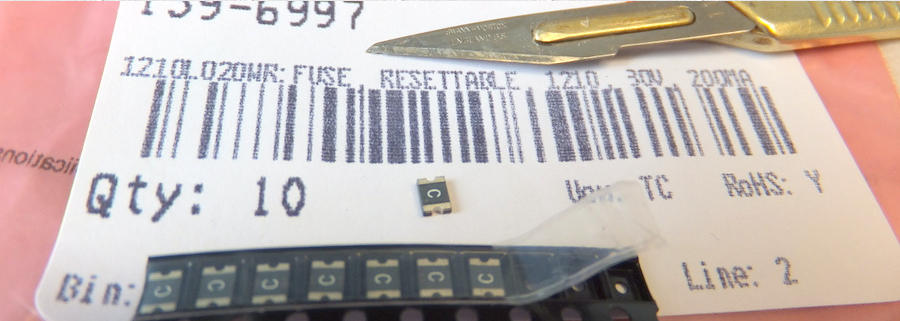 139-6997
1210L020WR: FUSE, RESETTABLE, 1210, 30V, 200MA
Qty: 10
C
TC
RoHS: Y
Bin:
C C C C C C C
Line: 2